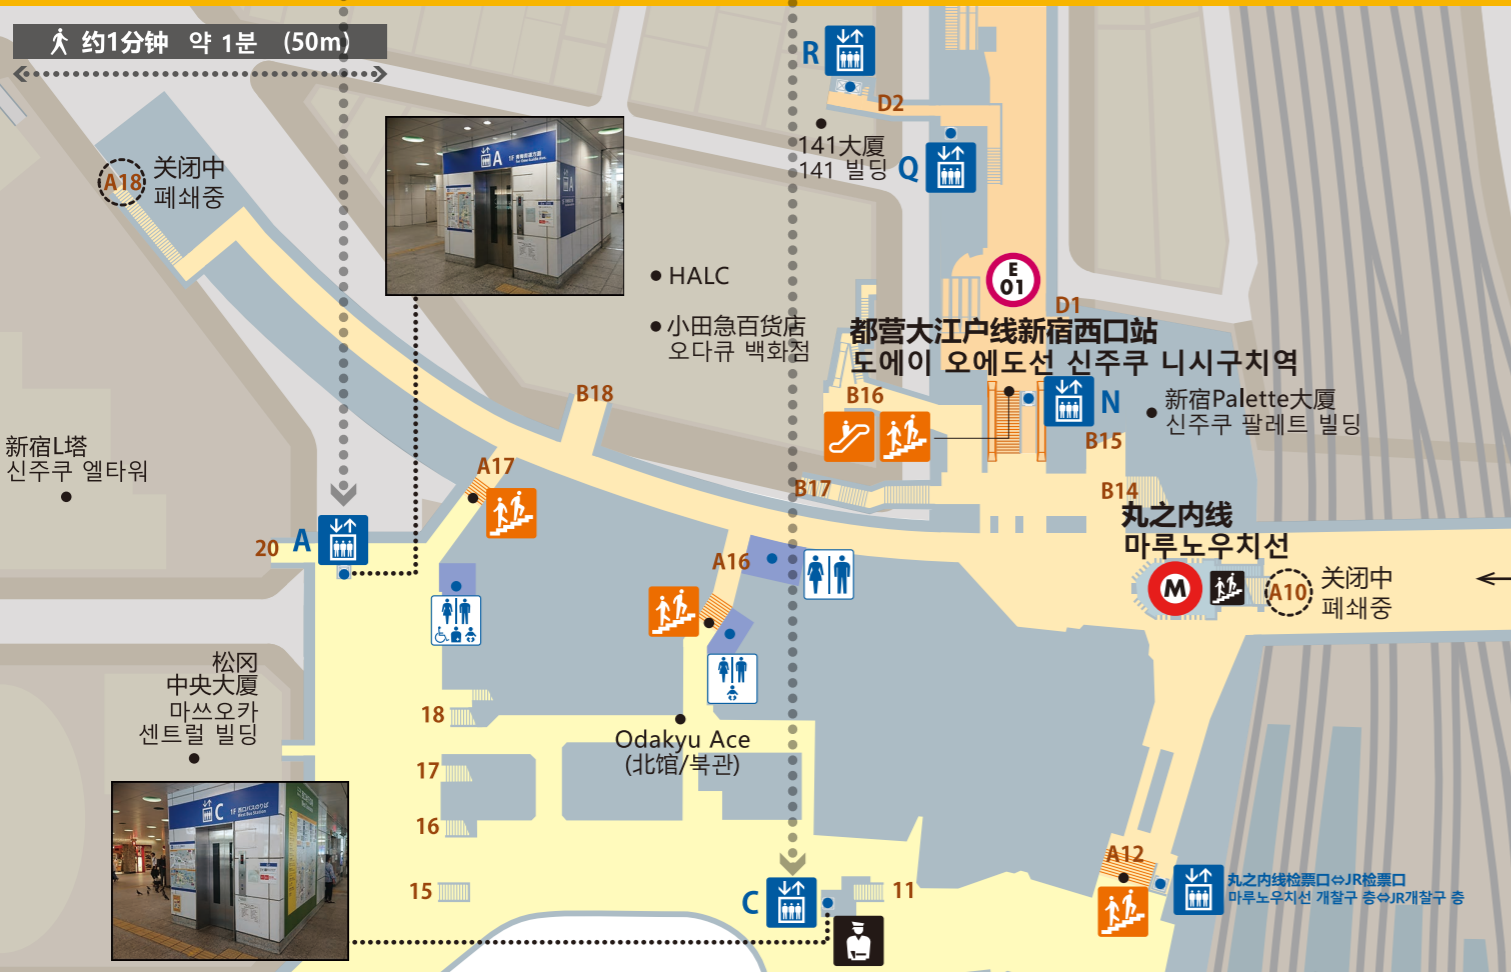 约1分钟 약 1분 (50m)
R
D2
141大厦
141 빌딩
Q
A18
关闭中
폐쇄중
A
HALC
小田急百货店
오다큐 백화점
E
01
D1
都营大江户线新宿西口站
도에이 오에도선 신주쿠 니시구치역
B18
B16
N
新宿Palette大厦
신주쿠 팔레트 빌딩
B15
新宿L塔
신주쿠 엘타워
A17
B17
B14
丸之内线
마루노우치선
20
A
A16
M
A10
关闭中
폐쇄중
松冈
中央大厦
마쓰오카
센트럴 빌딩
18
Odakyu Ace
(北馆/북관)
17
16
C
1F 西口バスのりば
15
C
11
A12
丸之内线检票口⇔JR检票口
마루노우치선 개찰구 층⇔JR개찰구 층